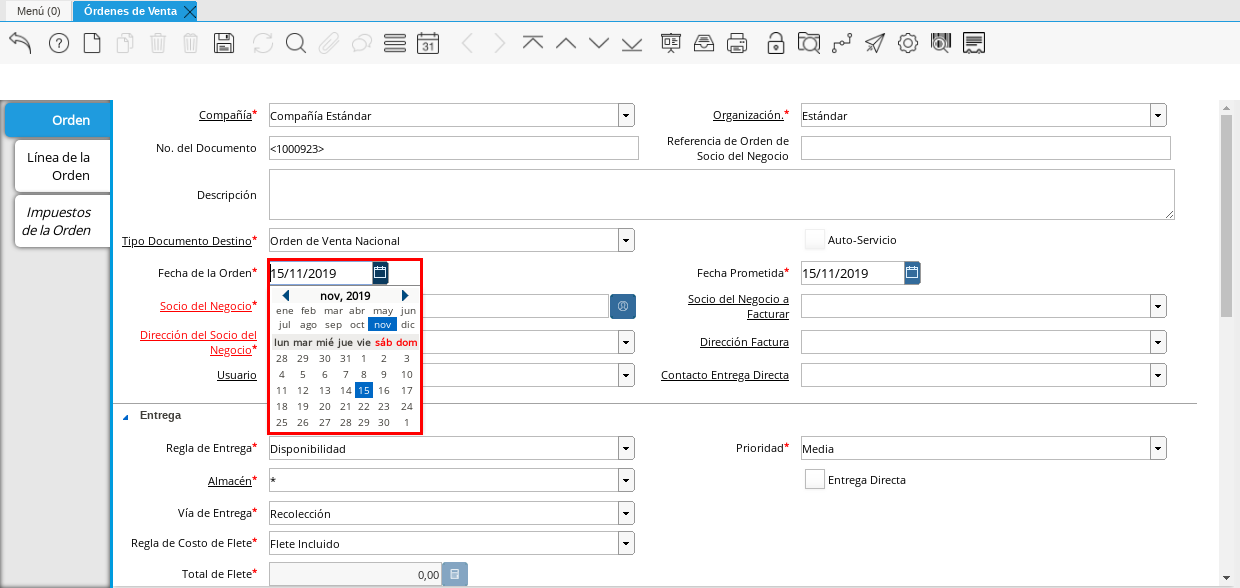 Menú (0)
Órdenes de Venta
31
Orden
Línea de la
Orden
Impuestos
de la Orden
Compañía* Compañía Estándar
Organización.* Estándar
No. del Documento <1000923>
Referencia de Orden de
Socio del Negocio
Descripción
Tipo Documento Destino* Orden de Venta Nacional
Auto-Servicio
Fecha de la Orden* 15/11/2019
Fecha Prometida* 15/11/2019
nov, 2019
ene feb mar abr may jun
jul ago sep oct nov dic
lun mar mié jue vie sáb dom
28 29 30 31 1 2 3
4 5 6 7 8 9 10
11 12 13 14 15 16 17
18 19 20 21 22 23 24
25 26 27 28 29 30 1
Socio del Negocio*
Socio del Negocio a
Facturar
Dirección del Socio del
Negocio*
Dirección Factura
Usuario
Contacto Entrega Directa
Entrega
Regla de Entrega* Disponibilidad
Prioridad* Media
Almacén* *
Entrega Directa
Vía de Entrega* Recolección
Regla de Costo de Flete* Flete Incluido
Total de Flete* 0,00